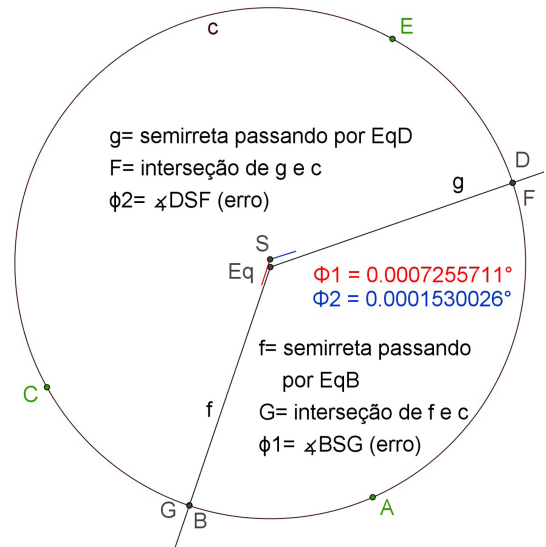 c
E
g= semirreta passando por EqD
F= interseção de g e c
ϕ2= ∡DSF (erro)
D
g
F
S
Eq
Φ1 = 0.0007255711°
Φ2 = 0.0001530026°
f= semirreta passando
por EqB
G= interseção de f e c
ϕ1= ∡BSG (erro)
C
f
G
B
A